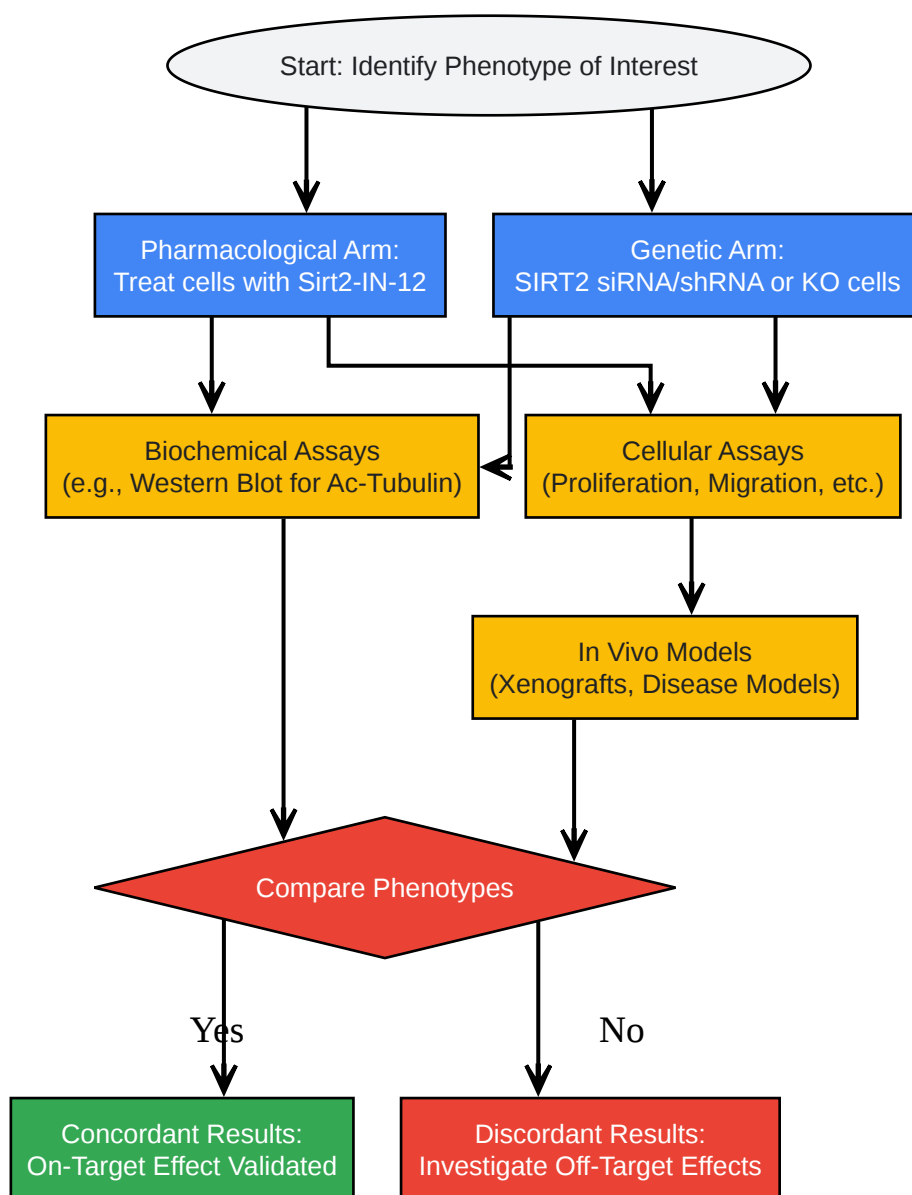 Start: Identify Phenotype of Interest
Pharmacological Arm:
Treat cells with Sirt2-IN-12
Genetic Arm:
SIRT2 siRNA/shRNA or KO cells
Biochemical Assays
(e.g., Western Blot for Ac-Tubulin)
Cellular Assays
(Proliferation, Migration, etc.)
In Vivo Models
(Xenografts, Disease Models)
Compare Phenotypes
Yes
No
Concordant Results:
On-Target Effect Validated
Discordant Results:
Investigate Off-Target Effects